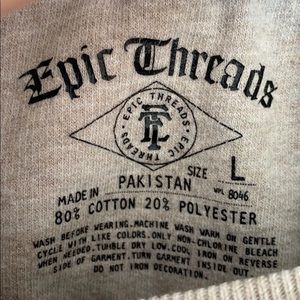 Epic Threads
EPIC THREADS
EPIC THREADS
ET
SIZE L
MADE IN PAKISTAN WPL 8046
80% COTTON 20% POLYESTER
WASH BEFORE WEARING.MACHINE WASH WARM ON GENTLE
CYCLE WITH LIKE COLORS.ONLY NON-CHLORINE BLEACH
WHEN NEEDED.TUMBLE DRY LOW.COOL IRON ON REVERSE
SIDE OF GARMENT.TURN GARMENT INSIDE OUT
DO NOT IRON DECORATION.